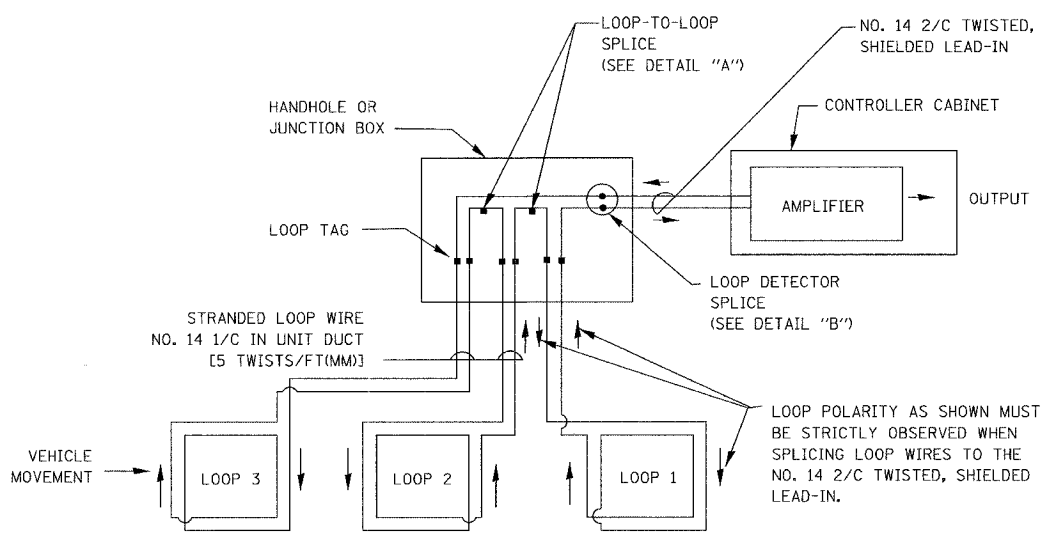 LOOP-TO-LOOP
SPLICE
(SEE DETAIL "A")
NO. 14 2/C TWISTED,
SHIELDED LEAD-IN
HANDHOLE OR
JUNCTION BOX
CONTROLLER CABINET
AMPLIFIER
OUTPUT
LOOP TAG
LOOP DETECTOR
SPLICE
(SEE DETAIL "B")
STRANDED LOOP WIRE
NO. 14 1/C IN UNIT DUCT
[5 TWISTS/FT(MM)]
LOOP POLARITY AS SHOWN MUST
BE STRICTLY OBSERVED WHEN
SPLICING LOOP WIRES TO THE
NO. 14 2/C TWISTED, SHIELDED
LEAD-IN.
VEHICLE
MOVEMENT
LOOP 3
LOOP 2
LOOP 1